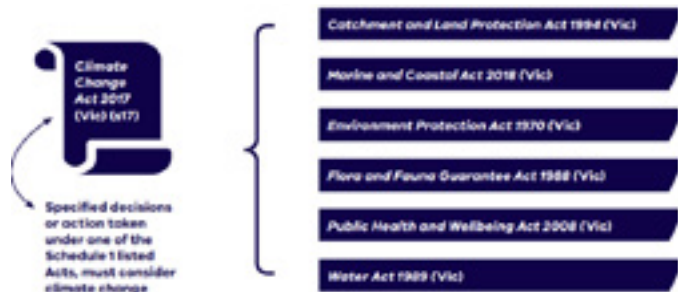 Climate
Change
Act 2017
(Vic) (s17)
Specified decisions
or action taken
under one of the
Schedule 1 listed
Acts, must consider
climate change
Catchment and Land Protection Act 1994 (Vic)
Marine and Coastal Act 2018 (Vic)
Environment Protection Act 1970 (Vic)
Flora and Fauna Guarantee Act 1988 (Vic)
Public Health and Wellbeing Act 2008 (Vic)
Water Act 1989 (Vic)